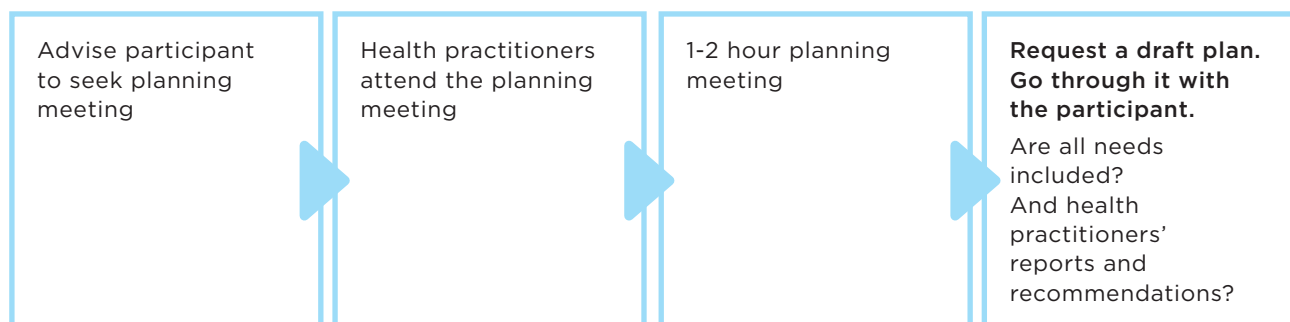 Advise participant
to seek planning
meeting
Health practitioners
attend the planning
meeting
1-2 hour planning
meeting
Request a draft plan.
Go through it with
the participant.
Are all needs
included?
And health
practitioners’
reports and
recommendations?